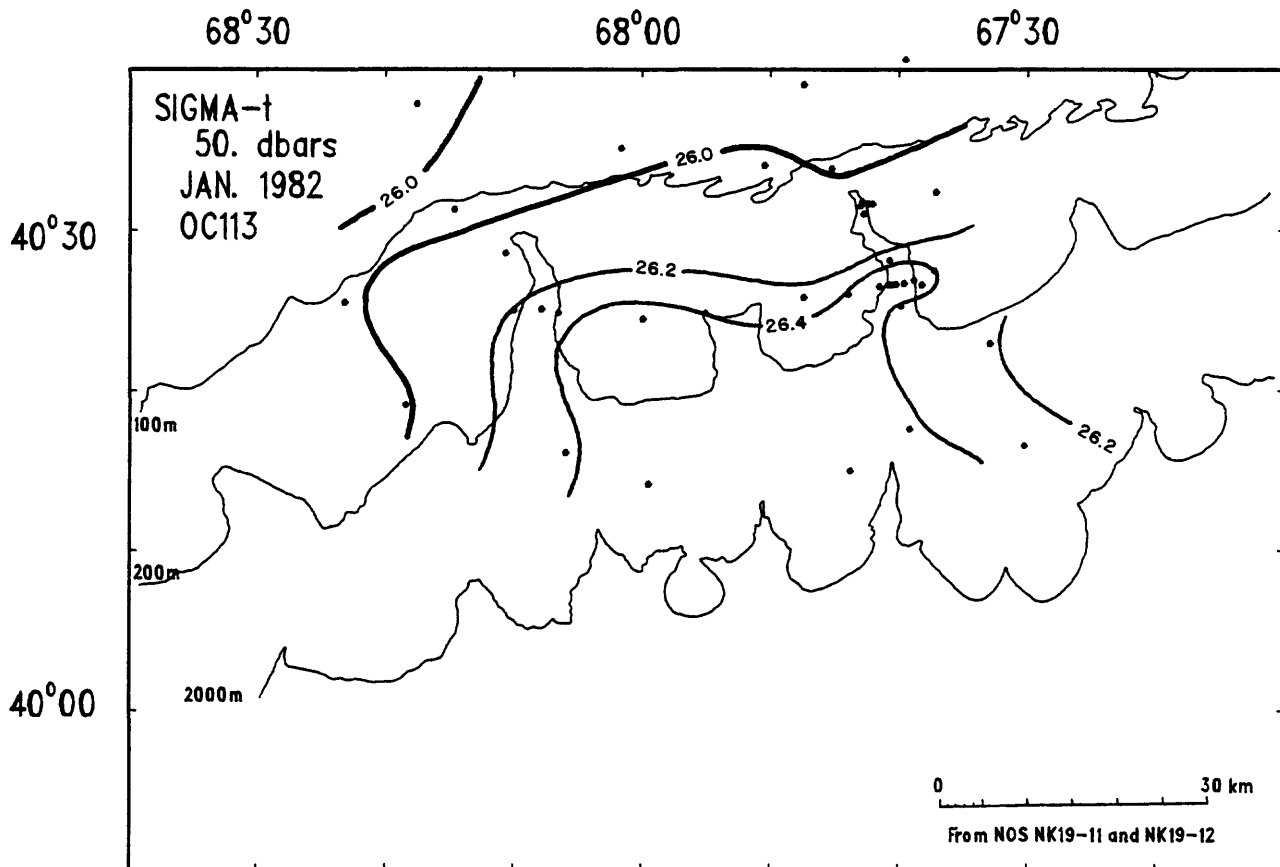 68°30 68°00 67°30
SIGMA-t
50. dbars
JAN. 1982
OC113
26.0
26.0
40°30
26.2
26.4
26.2
100m
200m
2000m
40°00
0 30 km
From NOS NK19-11 and NK19-12